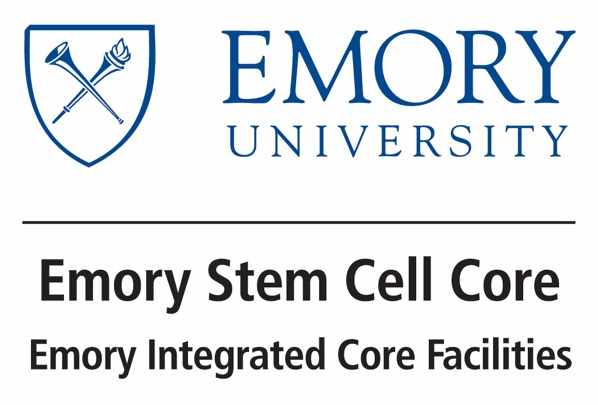 EMORY
UNIVERSITY
Emory Stem Cell Core
Emory Integrated Core Facilities